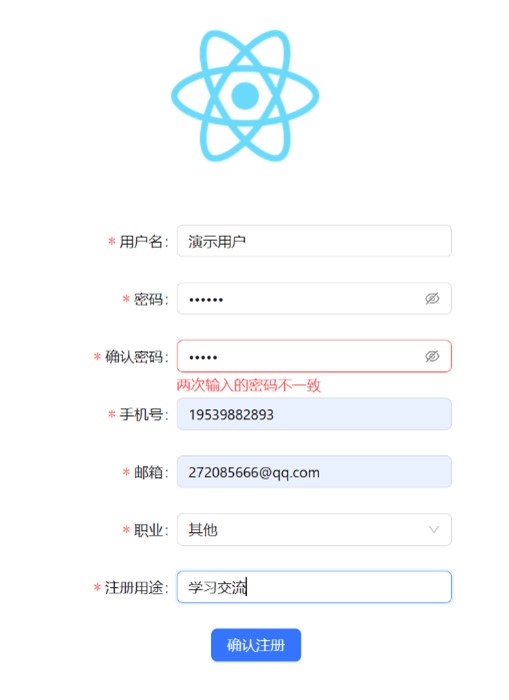 * 用户名: 演示用户
* 密码: ••••••
* 确认密码: •••••
两次输入的密码不一致
* 手机号: 19539882893
* 邮箱: 272085666@qq.com
* 职业: 其他
* 注册用途: 学习交流
确认注册